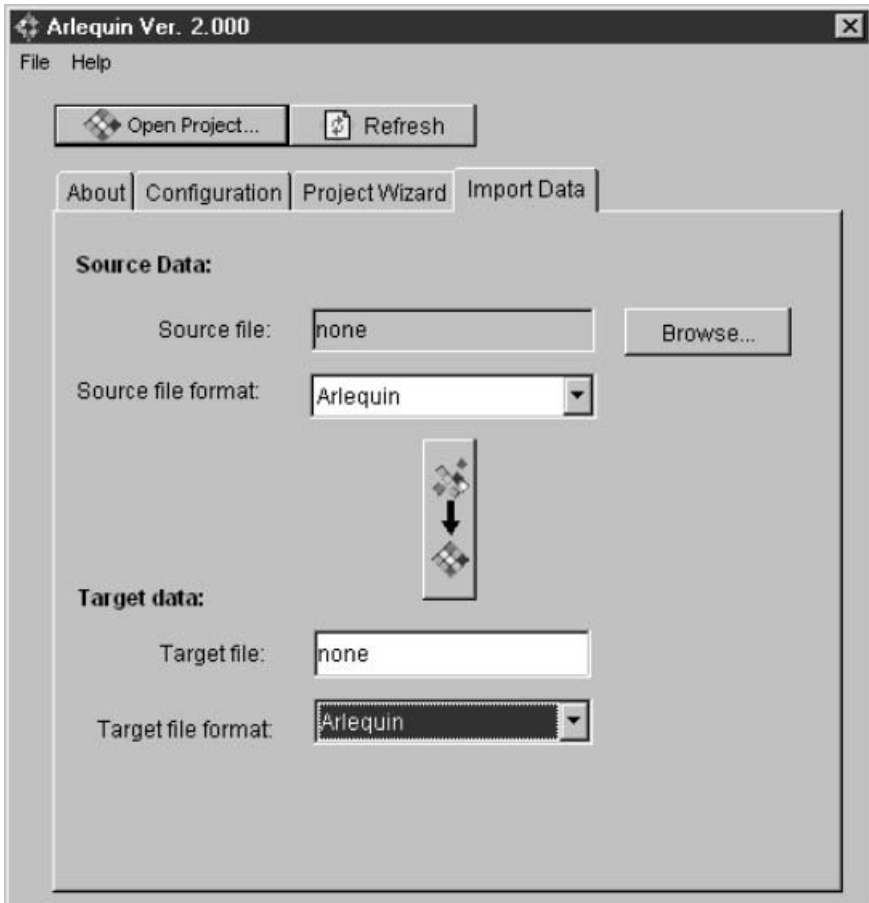 Arlequin Ver. 2.000
File Help
Open Project... Refresh
About Configuration Project Wizard Import Data
Source Data:
Source file: none Browse...
Source file format: Arlequin
Target data:
Target file: none
Target file format: Arlequin